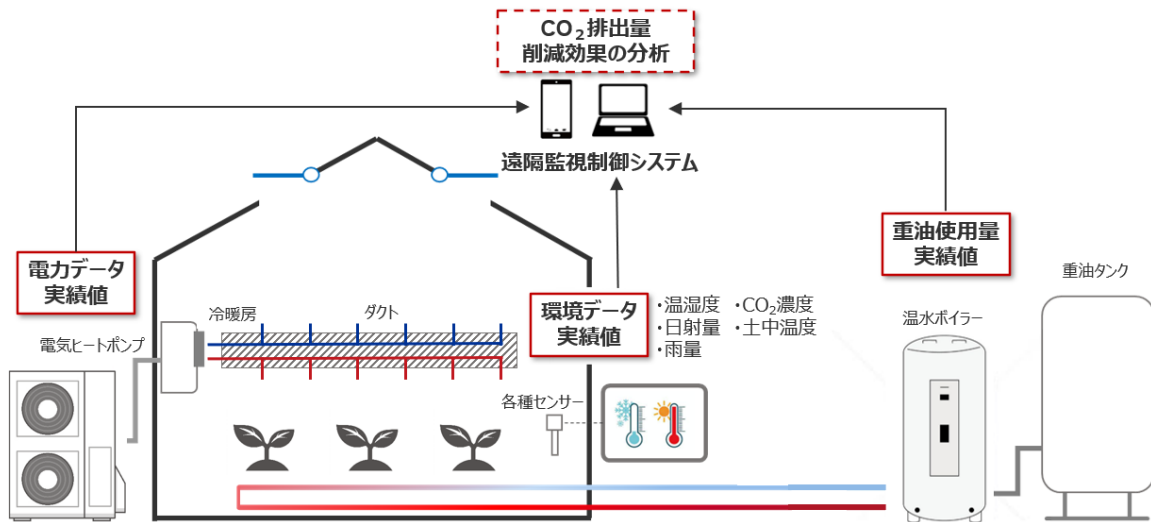 CO₂排出量
削減効果の分析
遠隔監視制御システム
電力データ
実績値
重油使用量
実績値
重油タンク
冷暖房
ダクト
環境データ
実績値
・温湿度 ・CO₂濃度
・日射量 ・土中温度
・雨量
温水ボイラー
電気ヒートポンプ
各種センサー